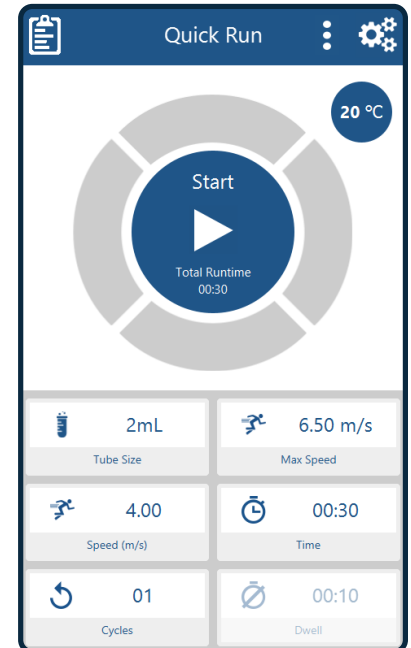 Quick Run
20 °C
Start
Total Runtime
00:30
2mL
6.50 m/s
Tube Size
Max Speed
4.00
00:30
Speed (m/s)
Time
01
00:10
Cycles
Dwell